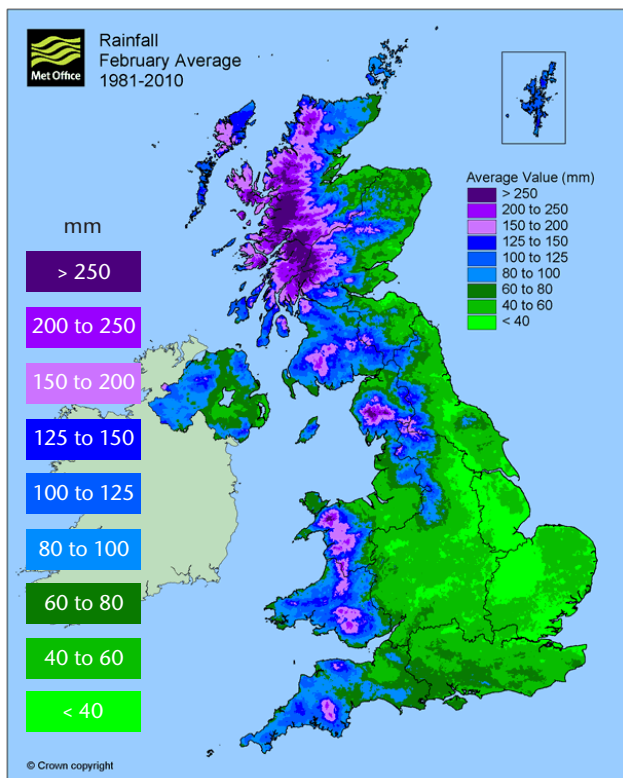 Met Office
Rainfall
February Average
1981-2010
Average Value (mm)
> 250
200 to 250
150 to 200
125 to 150
100 to 125
80 to 100
60 to 80
40 to 60
< 40
mm
> 250
200 to 250
150 to 200
125 to 150
100 to 125
80 to 100
60 to 80
40 to 60
< 40
© Crown copyright